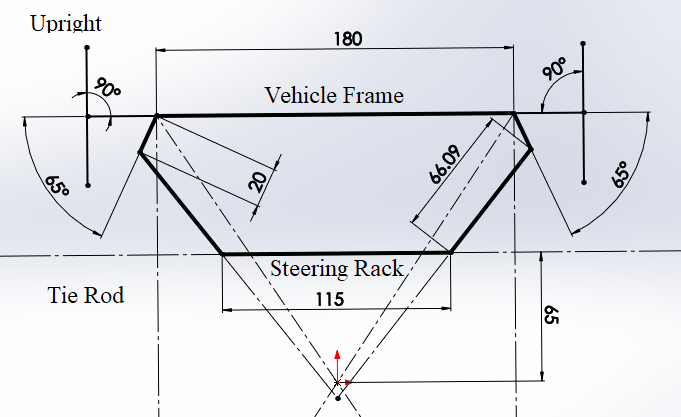 Upright
180
90°
90°
Vehicle Frame
65°
20
66.09
65°
Steering Rack
Tie Rod
115
65